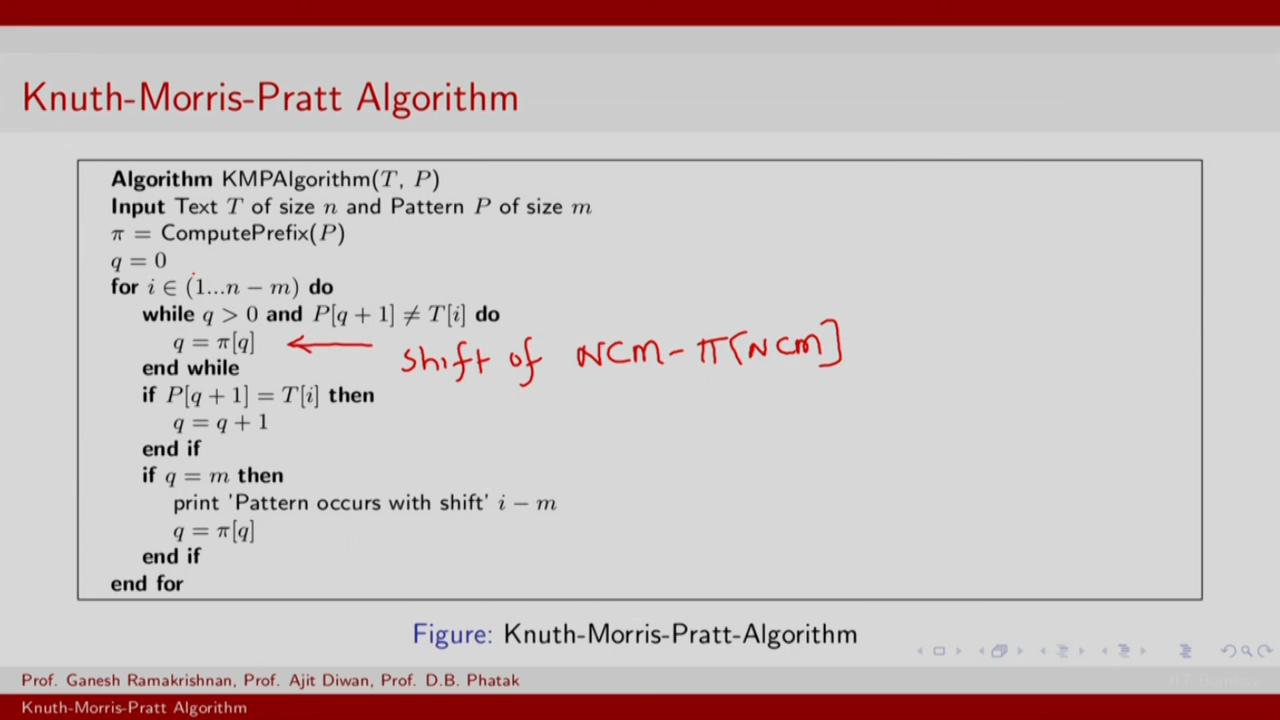 Knuth-Morris-Pratt Algorithm
Algorithm KMPAlgorithm(T, P)
Input Text T of size n and Pattern P of size m
π = ComputePrefix(P)
q = 0
for i ∈ (1...n − m) do
while q > 0 and P[q + 1] ≠ T[i] do
q = π[q]
shift of NCM - π[NCM]
end while
if P[q + 1] = T[i] then
q = q + 1
end if
if q = m then
print 'Pattern occurs with shift' i − m
q = π[q]
end if
end for
Figure: Knuth-Morris-Pratt-Algorithm
Prof. Ganesh Ramakrishnan, Prof. Ajit Diwan, Prof. D.B. Phatak
Knuth-Morris-Pratt Algorithm